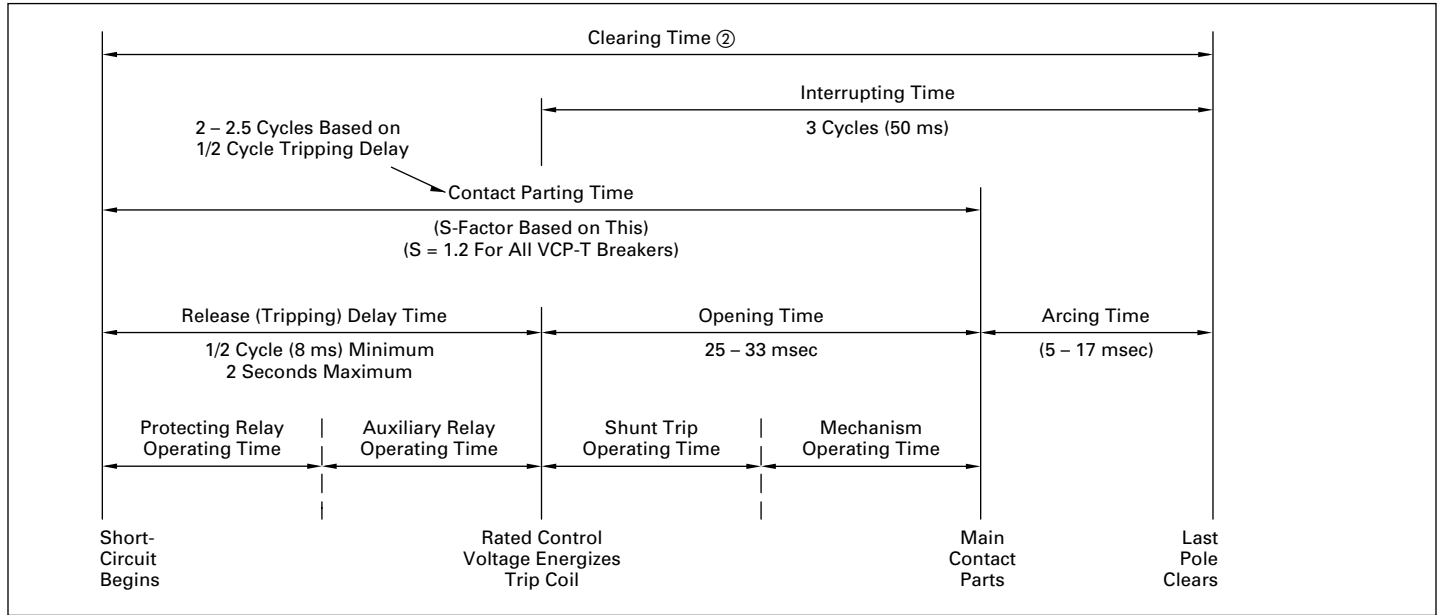 Clearing Time ②
Interrupting Time
3 Cycles (50 ms)
2 – 2.5 Cycles Based on
1/2 Cycle Tripping Delay
Contact Parting Time
(S-Factor Based on This)
(S = 1.2 For All VCP-T Breakers)
Release (Tripping) Delay Time
1/2 Cycle (8 ms) Minimum
2 Seconds Maximum
Opening Time
25 – 33 msec
Arcing Time
(5 – 17 msec)
Protecting Relay
Operating Time
Auxiliary Relay
Operating Time
Shunt Trip
Operating Time
Mechanism
Operating Time
Short-
Circuit
Begins
Rated Control
Voltage Energizes
Trip Coil
Main
Contact
Parts
Last
Pole
Clears